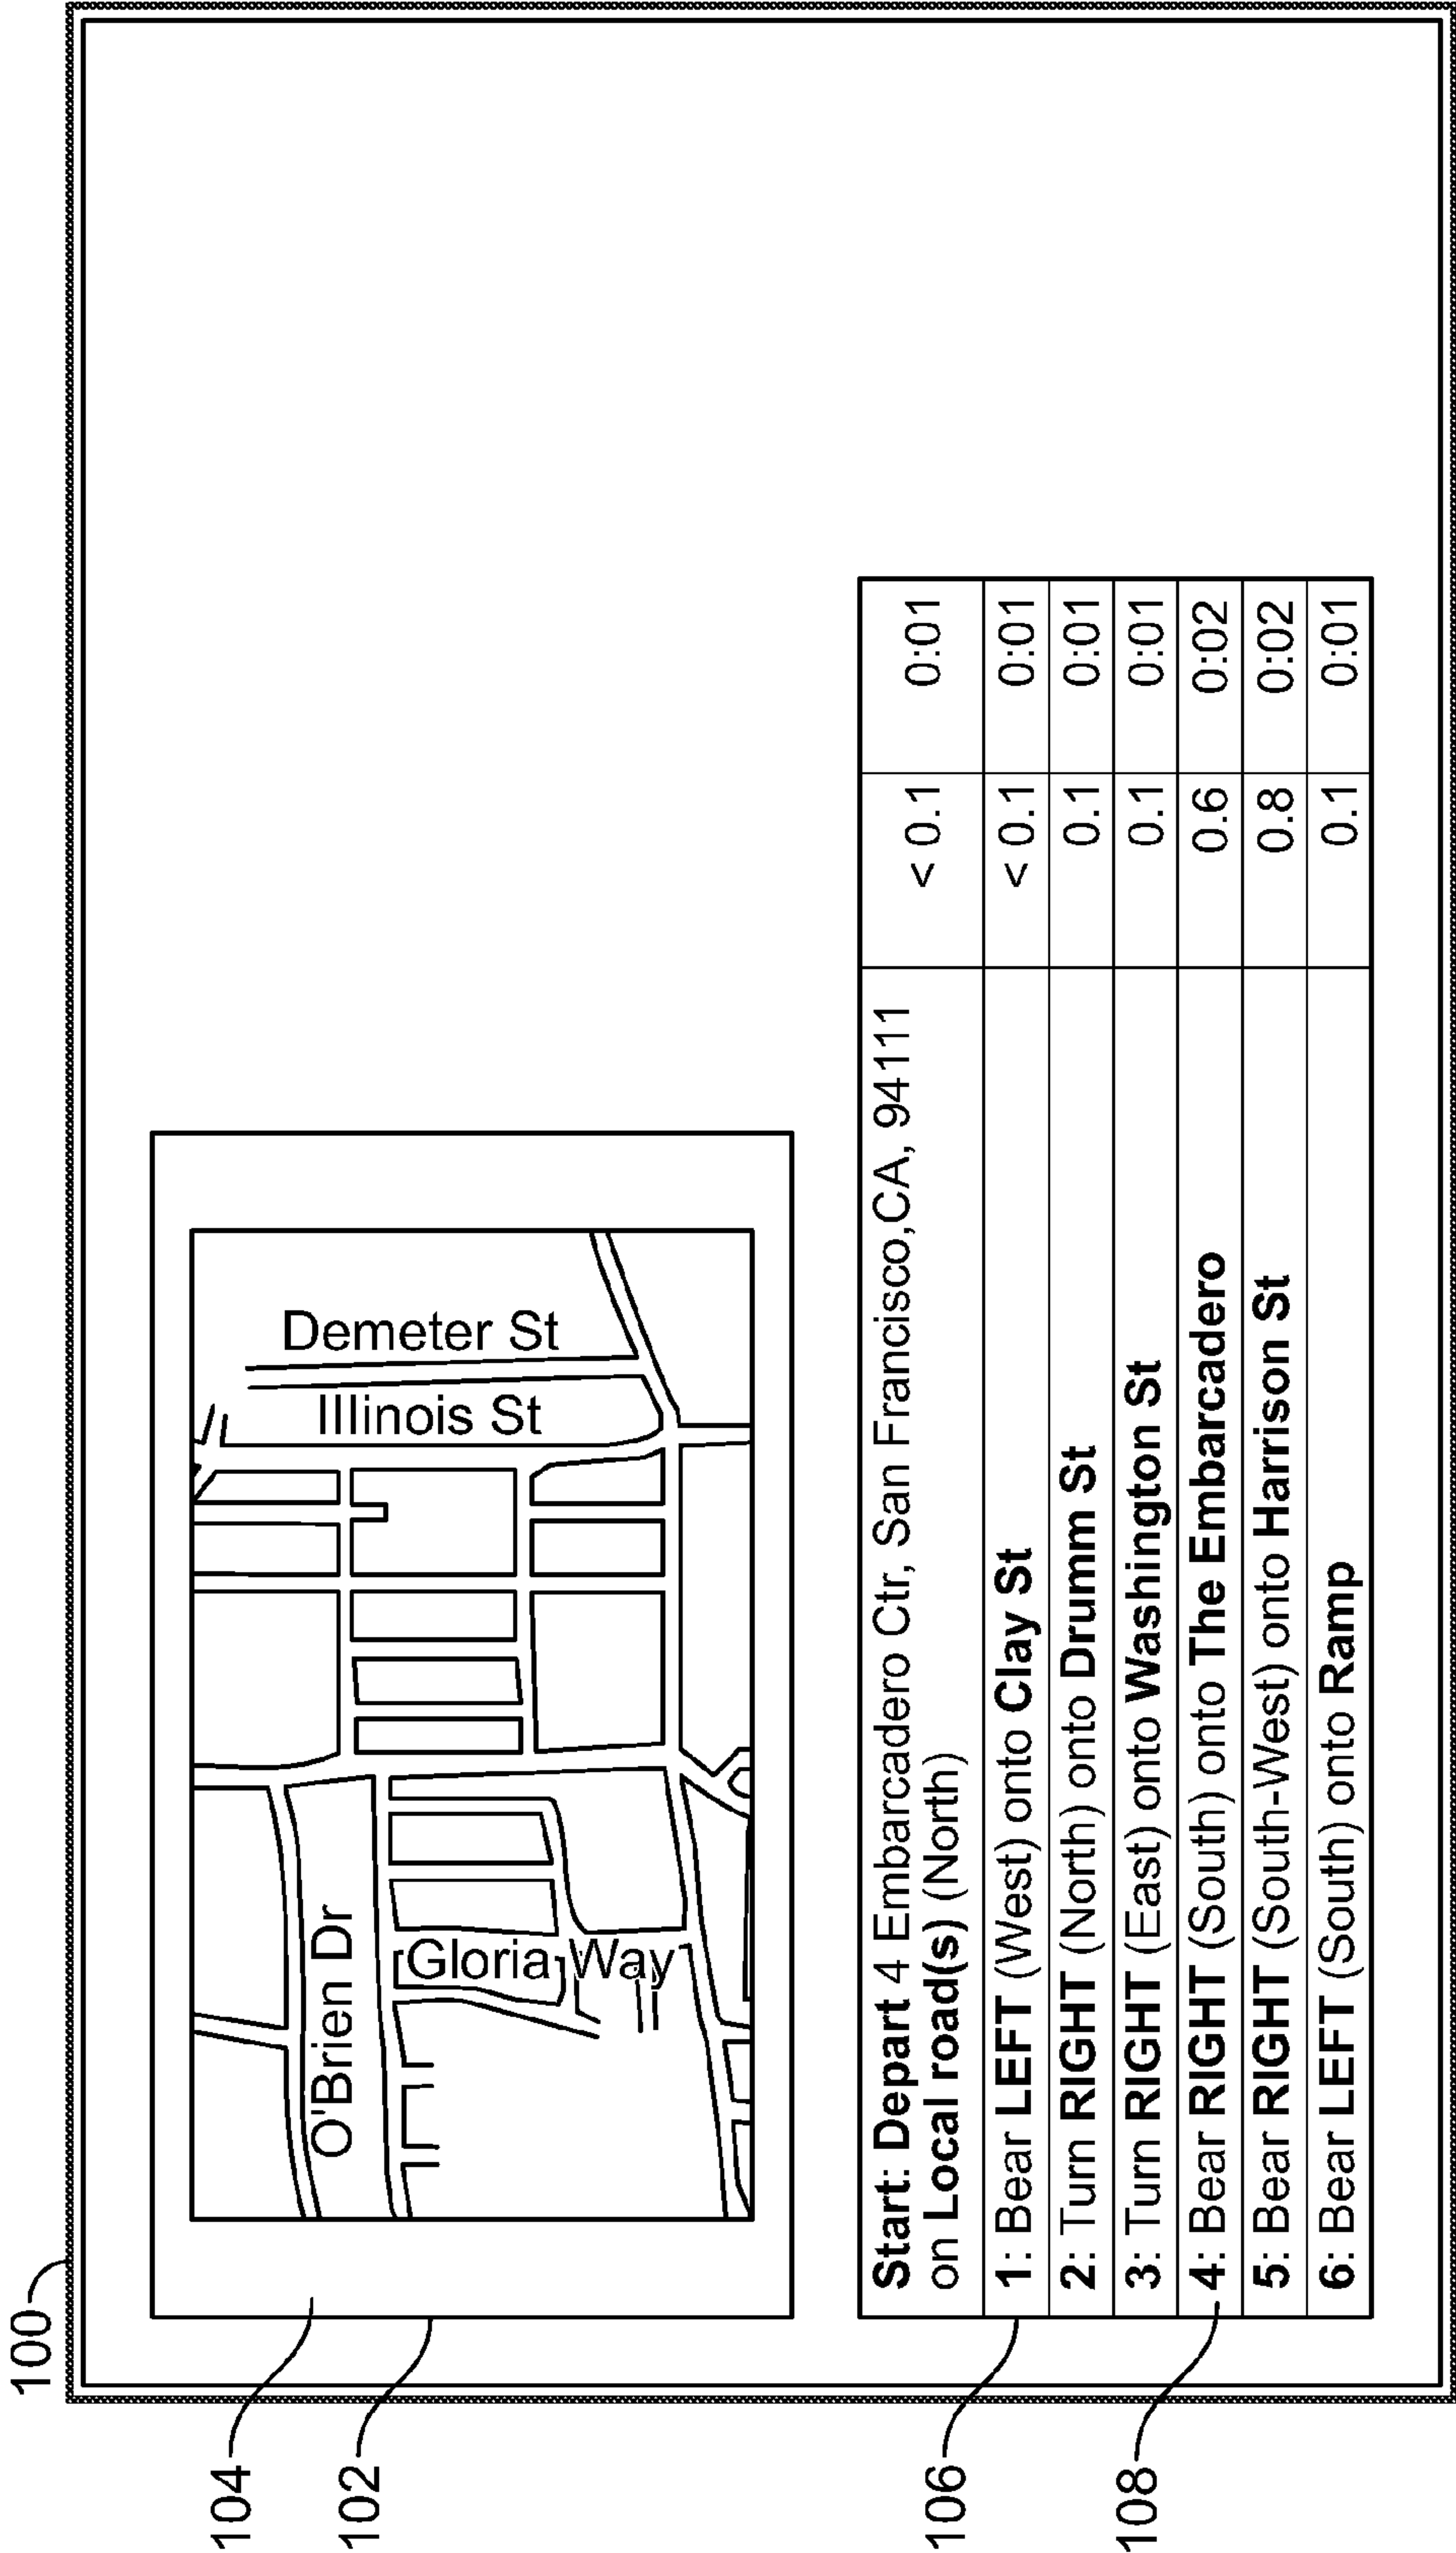 100
104
102
O'Brien Dr
Gloria Way
Illinois St
Demeter St
106
108
Start: Depart 4 Embarcadero Ctr, San Francisco,CA, 94111 < 0.1 0:01
on Local road(s) (North)
1: Bear LEFT (West) onto Clay St < 0.1 0:01
2: Turn RIGHT (North) onto Drumm St 0.1 0:01
3: Turn RIGHT (East) onto Washington St 0.1 0:01
4: Bear RIGHT (South) onto The Embarcadero 0.6 0:02
5: Bear RIGHT (South-West) onto Harrison St 0.8 0:02
6: Bear LEFT (South) onto Ramp 0.1 0:01